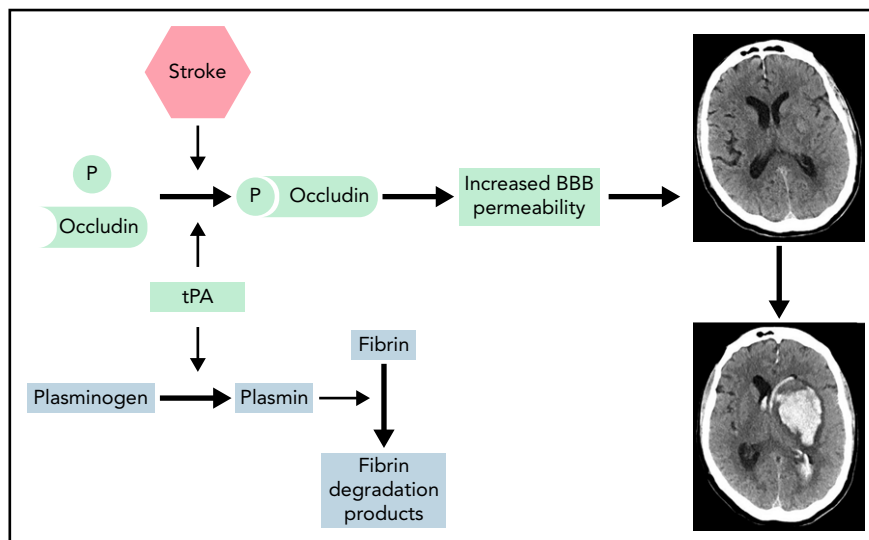 Stroke
P
Occludin
P Occludin
Increased BBB
permeability
tPA
Plasminogen
Plasmin
Fibrin
Fibrin
degradation
products